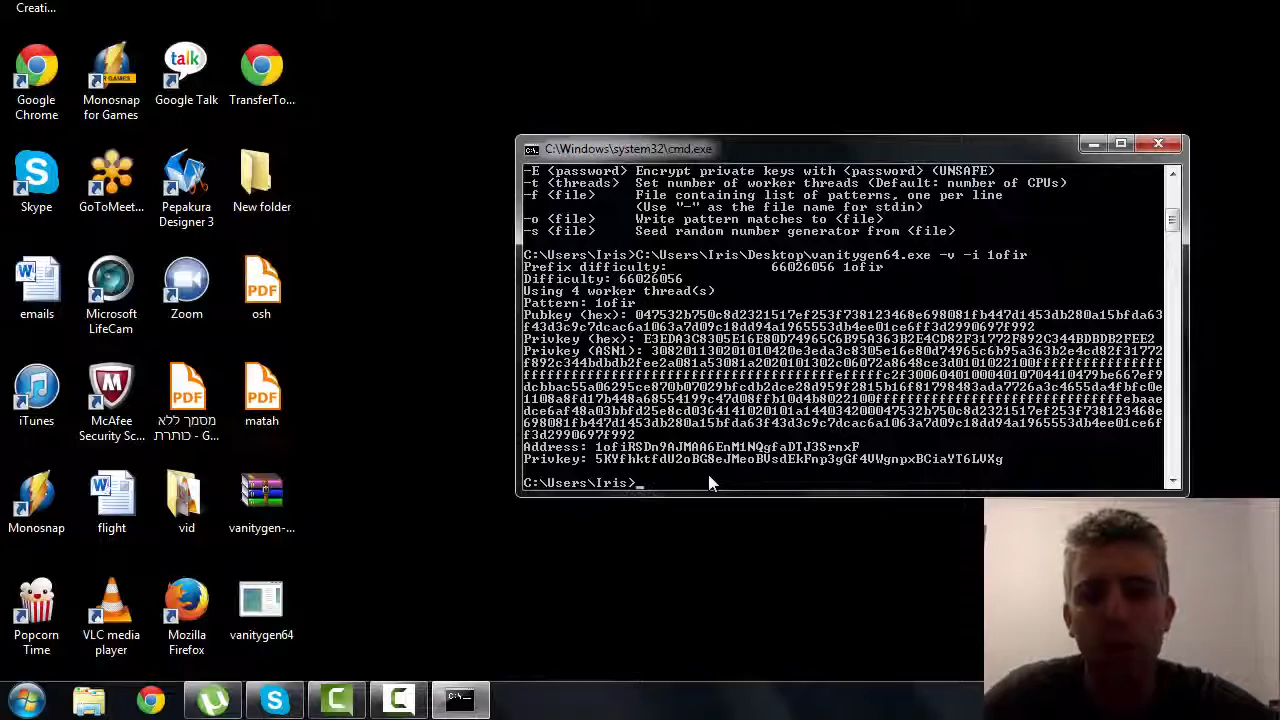 Creati...
Google Chrome
Monosnap for Games
talk
Google Talk
TransferTo...
Skype
GoToMeet...
Pepakura Designer 3
New folder
emails
Microsoft LifeCam
Zoom
osh
iTunes
McAfee Security Sc...
מסמך ללא כותרת - G...
matah
Monosnap
flight
vid
vanitygen-...
Popcorn Time
VLC media player
Mozilla Firefox
vanitygen64
C:\Windows\system32\cmd.exe
-E <password> Encrypt private keys with <password> (UNSAFE)
-t <threads> Set number of worker threads (Default: number of CPUs)
-f <file> File containing list of patterns, one per line
(Use "-" as the file name for stdin)
-o <file> Write pattern matches to <file>
-s <file> Seed random number generator from <file>
C:\Users\Iris>C:\Users\Iris\Desktop\vanitygen64.exe -v -i 1ofir
Prefix difficulty: 66026056 1ofir
Difficulty: 66026056
Using 4 worker thread(s)
Pattern: 1ofir
Pubkey (hex):
Privkey (hex):
Privkey (ASN1):
Address:
Privkey:
C:\Users\Iris>